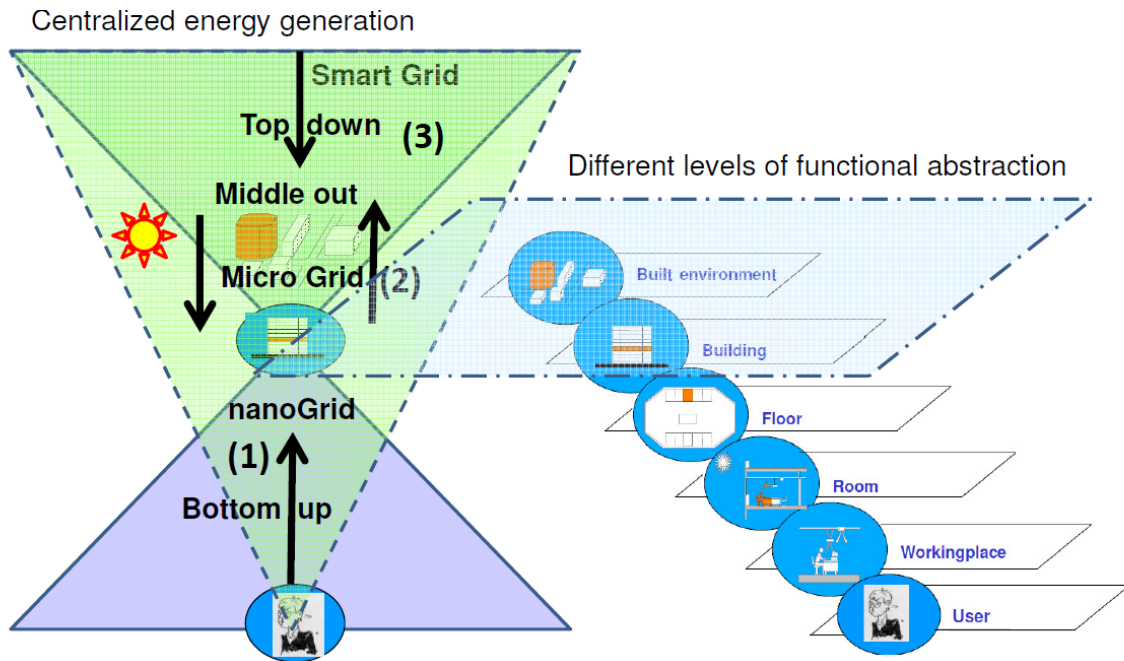 Centralized energy generation
Smart Grid
Top down
(3)
Middle out
Micro Grid
(2)
nanoGrid
(1)
Bottom up
Different levels of functional abstraction
Built environment
Building
Floor
Room
Workingplace
User